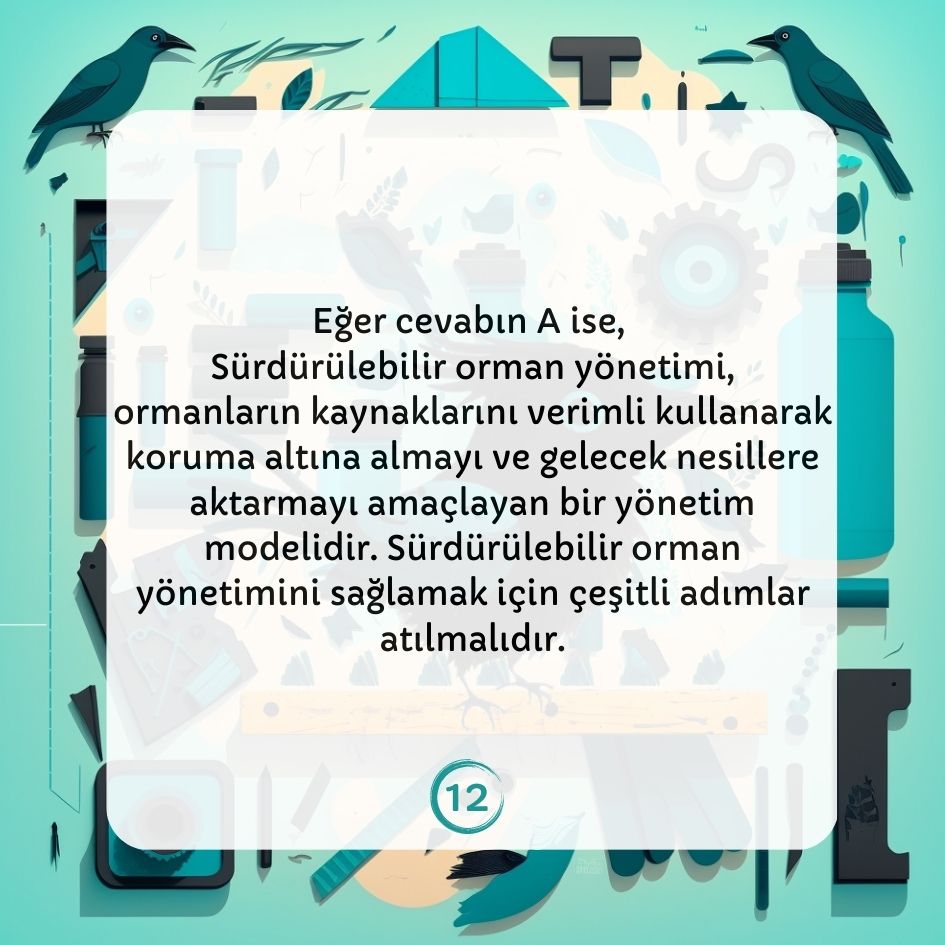 Eğer cevabın A ise,
Sürdürülebilir orman yönetimi,
ormanların kaynaklarını verimli kullanarak
koruma altına almayı ve gelecek nesillere
aktarmayı amaçlayan bir yönetim
modelidir. Sürdürülebilir orman
yönetimini sağlamak için çeşitli adımlar
atılmalıdır.
12